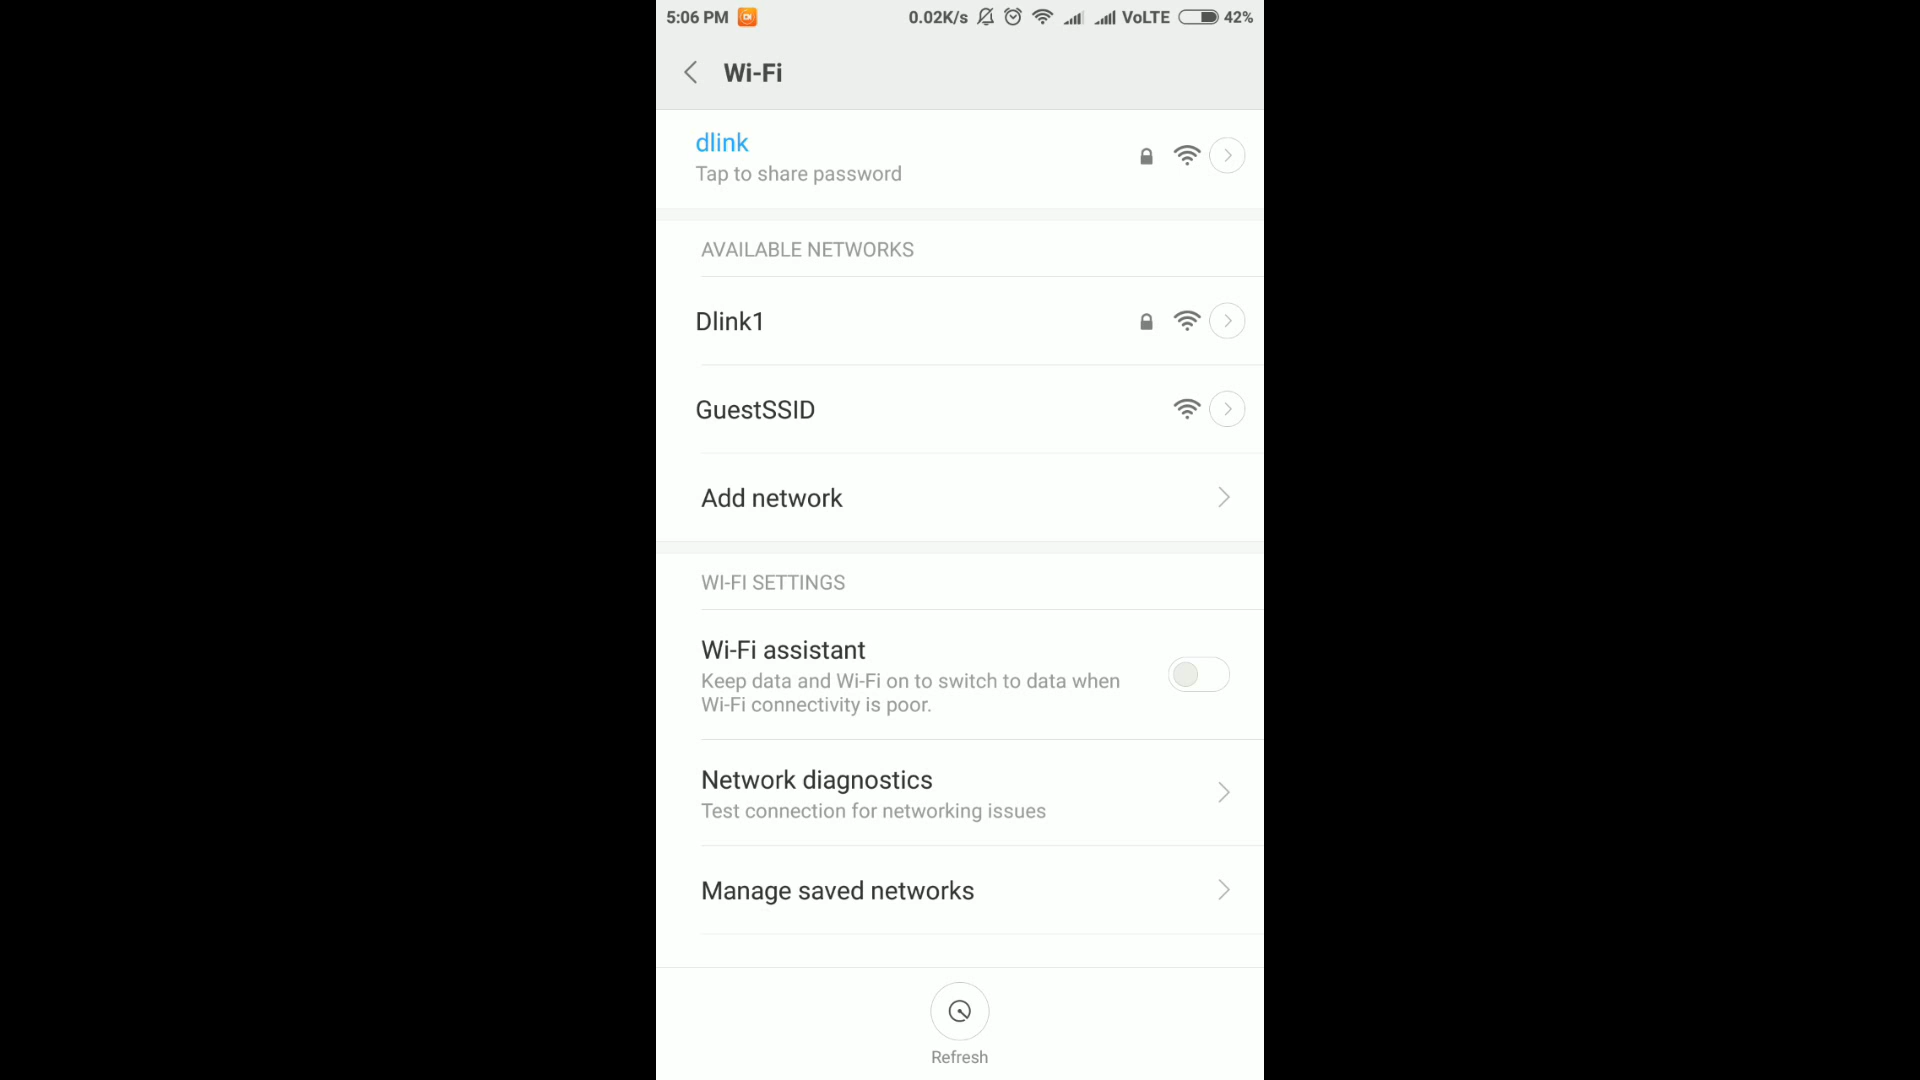 5:06 PM 0.02K/s VoLTE 42%
Wi-Fi
dlink
Tap to share password
AVAILABLE NETWORKS
Dlink1
GuestSSID
Add network
WI-FI SETTINGS
Wi-Fi assistant
Keep data and Wi-Fi on to switch to data when
Wi-Fi connectivity is poor.
Network diagnostics
Test connection for networking issues
Manage saved networks
Refresh